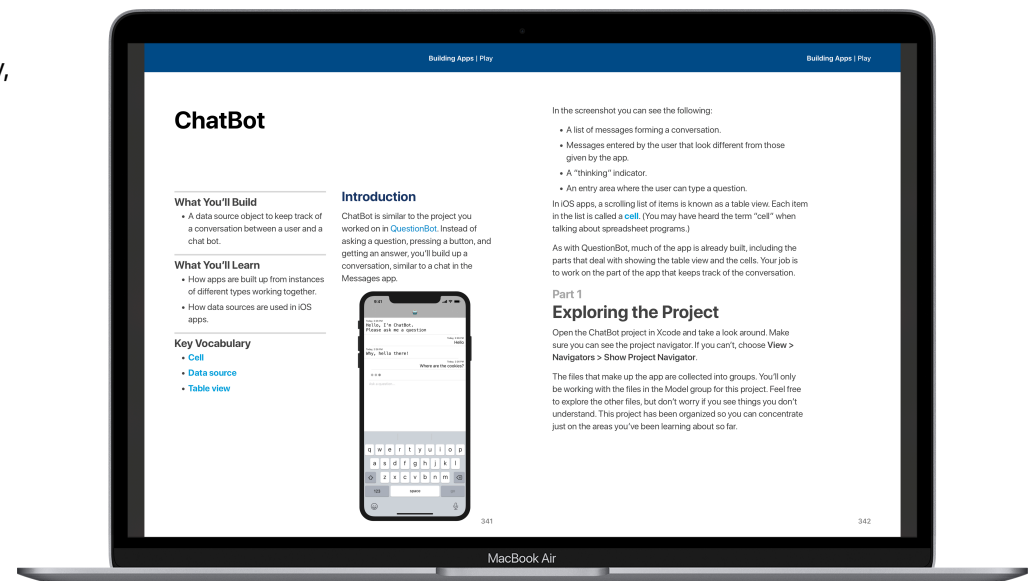 y,
Building Apps | Play
Building Apps | Play
ChatBot
What You'll Build
• A data source object to keep track of
a conversation between a user and a
chat bot.
What You'll Learn
• How apps are built up from instances
of different types working together.
• How data sources are used in iOS
apps.
Key Vocabulary
• Cell
• Data source
• Table view
Introduction
ChatBot is similar to the project you
worked on in QuestionBot. Instead of
asking a question, pressing a button, and
getting an answer, you'll build up a
conversation, similar to a chat in the
Messages app.
9:41
Hello, I'm ChatBot.
Please ask me a question
Hello
Why, hello there!
Where are the cookies?
q w e r t y u i o p
a s d f g h j k l
z x c v b n m
123 space
341
In the screenshot you can see the following:
• A list of messages forming a conversation.
• Messages entered by the user that look different from those
given by the app.
• A "thinking" indicator.
• An entry area where the user can type a question.
In iOS apps, a scrolling list of items is known as a table view. Each item
in the list is called a cell. (You may have heard the term "cell" when
talking about spreadsheet programs.)
As with QuestionBot, much of the app is already built, including the
parts that deal with showing the table view and the cells. Your job is
to work on the part of the app that keeps track of the conversation.
Part 1
Exploring the Project
Open the ChatBot project in Xcode and take a look around. Make
sure you can see the project navigator. If you can't, choose View >
Navigators > Show Project Navigator.
The files that make up the app are collected into groups. You'll only
be working with the files in the Model group for this project. Feel free
to explore the other files, but don't worry if you see things you don't
understand. This project has been organized so you can concentrate
just on the areas you've been learning about so far.
342
MacBook Air